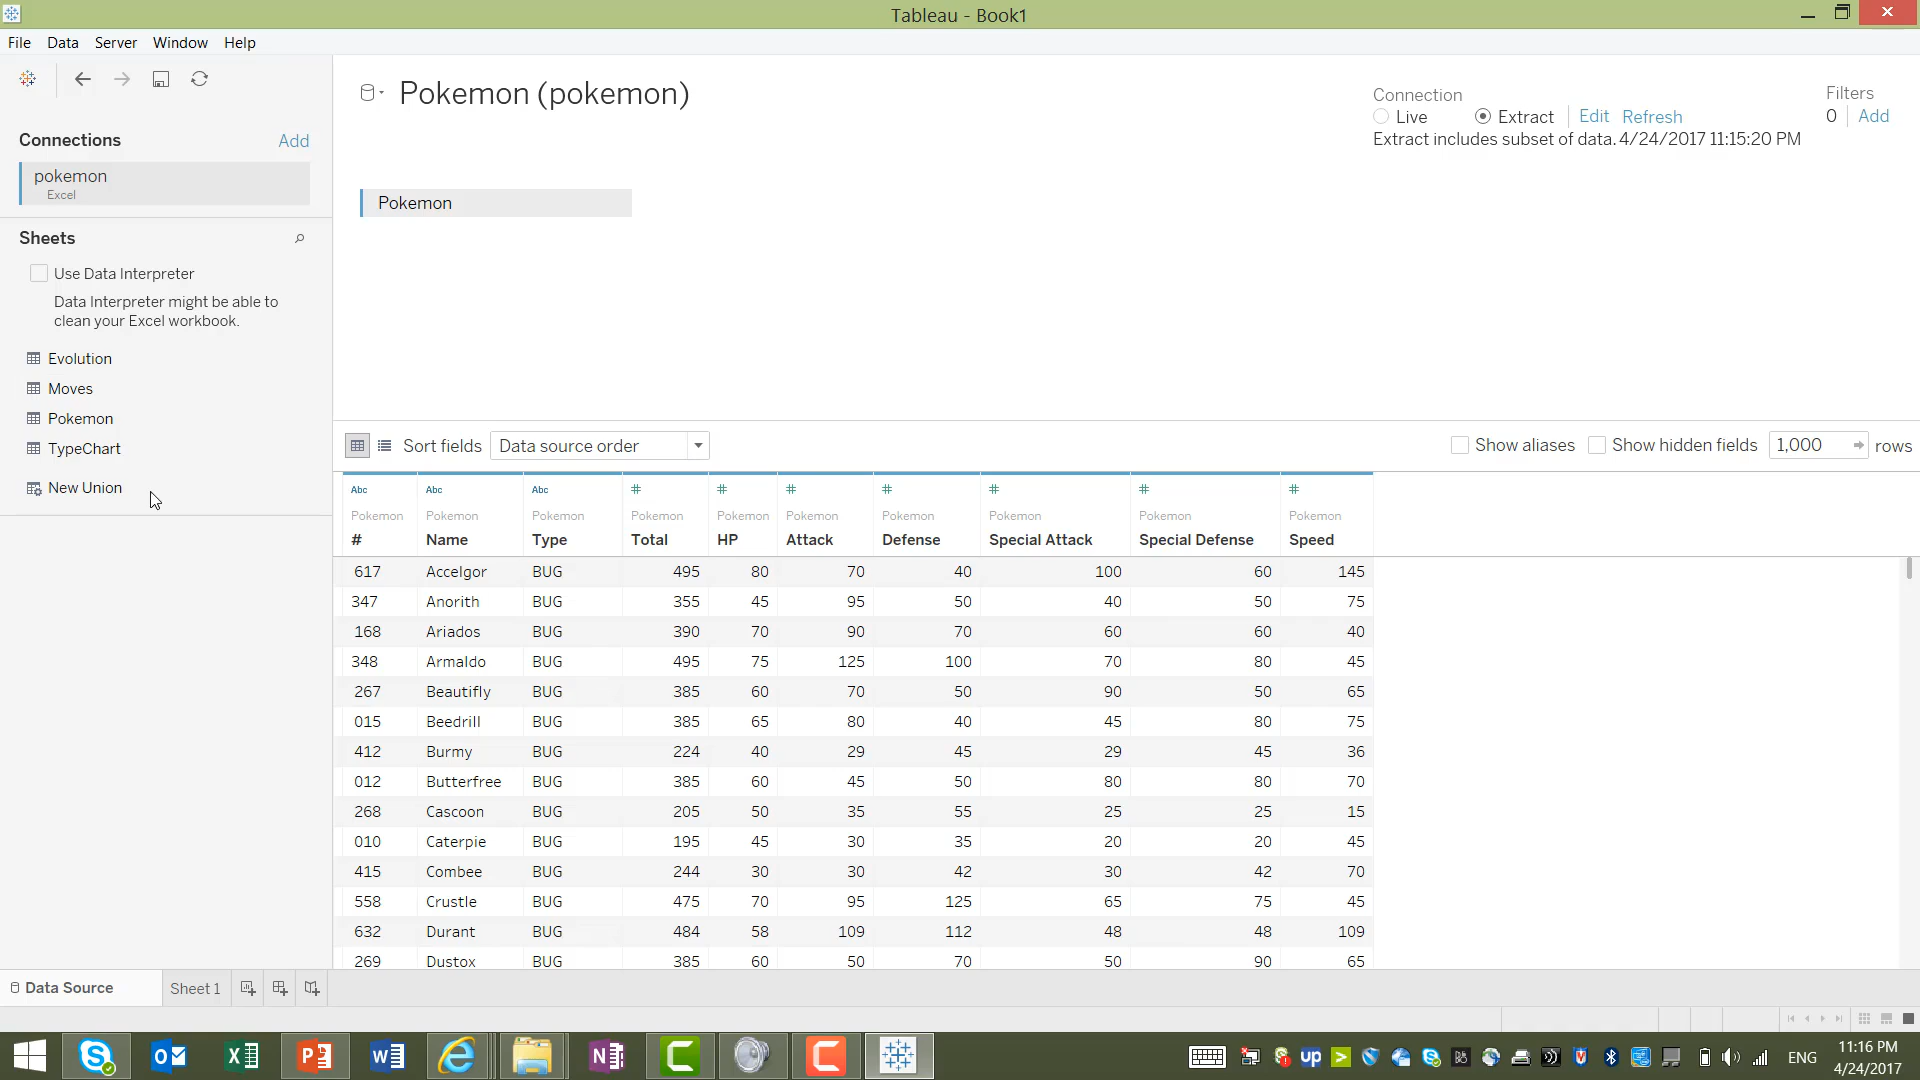 Tableau - Book1
File Data Server Window Help
Connections Add
pokemon
Excel
Sheets
Use Data Interpreter
Data Interpreter might be able to
clean your Excel workbook.
Evolution
Moves
Pokemon
TypeChart
New Union
Pokemon (pokemon)
Connection
Live Extract Edit Refresh
Extract includes subset of data. 4/24/2017 11:15:20 PM
Filters
0 Add
Pokemon
Sort fields Data source order Show aliases Show hidden fields 1,000 rows
Abc Abc Abc # # # # # # #
Pokemon Pokemon Pokemon Pokemon Pokemon Pokemon Pokemon Pokemon Pokemon Pokemon
# Name Type Total HP Attack Defense Special Attack Special Defense Speed
617 Accelgor BUG 495 80 70 40 100 60 145
347 Anorith BUG 355 45 95 50 40 50 75
168 Ariados BUG 390 70 90 70 60 60 40
348 Armaldo BUG 495 75 125 100 70 80 45
267 Beautifly BUG 385 60 70 50 90 50 65
015 Beedrill BUG 385 65 80 40 45 80 75
412 Burmy BUG 224 40 29 45 29 45 36
012 Butterfree BUG 385 60 45 50 80 80 70
268 Cascoon BUG 205 50 35 55 25 25 15
010 Caterpie BUG 195 45 30 35 20 20 45
415 Combee BUG 244 30 30 42 30 42 70
558 Crustle BUG 475 70 95 125 65 75 45
632 Durant BUG 484 58 109 112 48 48 109
269 Dustox BUG 385 60 50 70 50 90 65
Data Source Sheet 1
up ENG
11:16 PM
4/24/2017